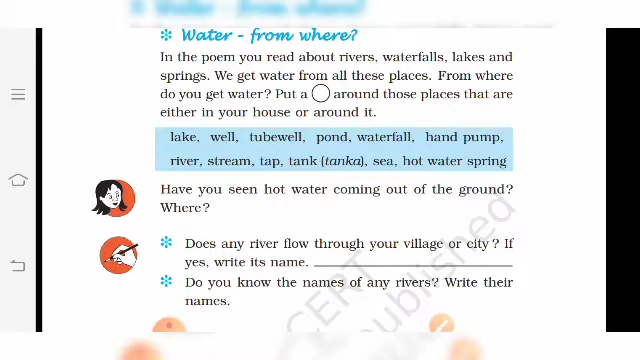 Water - from where?
✻ Water - from where?
In the poem you read about rivers, waterfalls, lakes and
springs. We get water from all these places. From where
do you get water? Put a ◯ around those places that are
either in your house or around it.
lake, well, tubewell, pond, waterfall, hand pump,
river, stream, tap, tank (tanka), sea, hot water spring
Have you seen hot water coming out of the ground?
Where?
✻ Does any river flow through your village or city? If
yes, write its name.
✻ Do you know the names of any rivers? Write their
names.